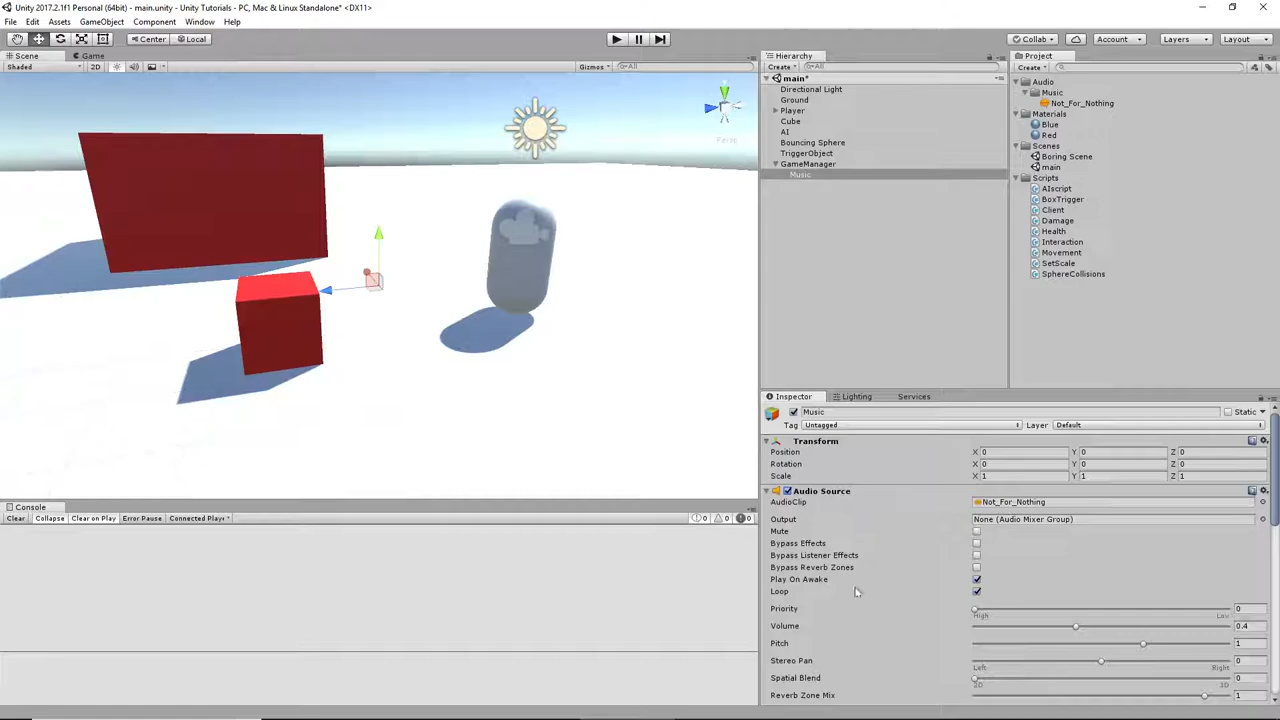 Unity 2017.2.1f1 Personal (64bit) - main.unity - Unity Tutorials - PC, Mac & Linux Standalone* <DX11>
File Edit Assets GameObject Component Window Help
Center Local Collab Account Layers Layout
Scene Game
Shaded 2D Gizmos All
Persp
Hierarchy
Create All
main*
Directional Light
Ground
Player
Cube
AI
Bouncing Sphere
TriggerObject
GameManager
Music
Project
Create
Audio
Music
Not_For_Nothing
Materials
Blue
Red
Scenes
Boring Scene
main
Scripts
AIscript
BoxTrigger
Client
Damage
Health
Interaction
Movement
SetScale
SphereCollisions
Console
Clear Collapse Clear on Play Error Pause Connected Play 0 0 0
Inspector Lighting Services
Music Static
Tag Untagged Layer Default
Transform
Position X 0 Y 0 Z 0
Rotation X 0 Y 0 Z 0
Scale X 1 Y 1 Z 1
Audio Source
AudioClip Not_For_Nothing
Output None (Audio Mixer Group)
Mute
Bypass Effects
Bypass Listener Effects
Bypass Reverb Zones
Play On Awake
Loop
Priority 0
High Low
Volume 0.4
Pitch 1
Stereo Pan 0
Left Right
Spatial Blend 0
2D 3D
Reverb Zone Mix 1